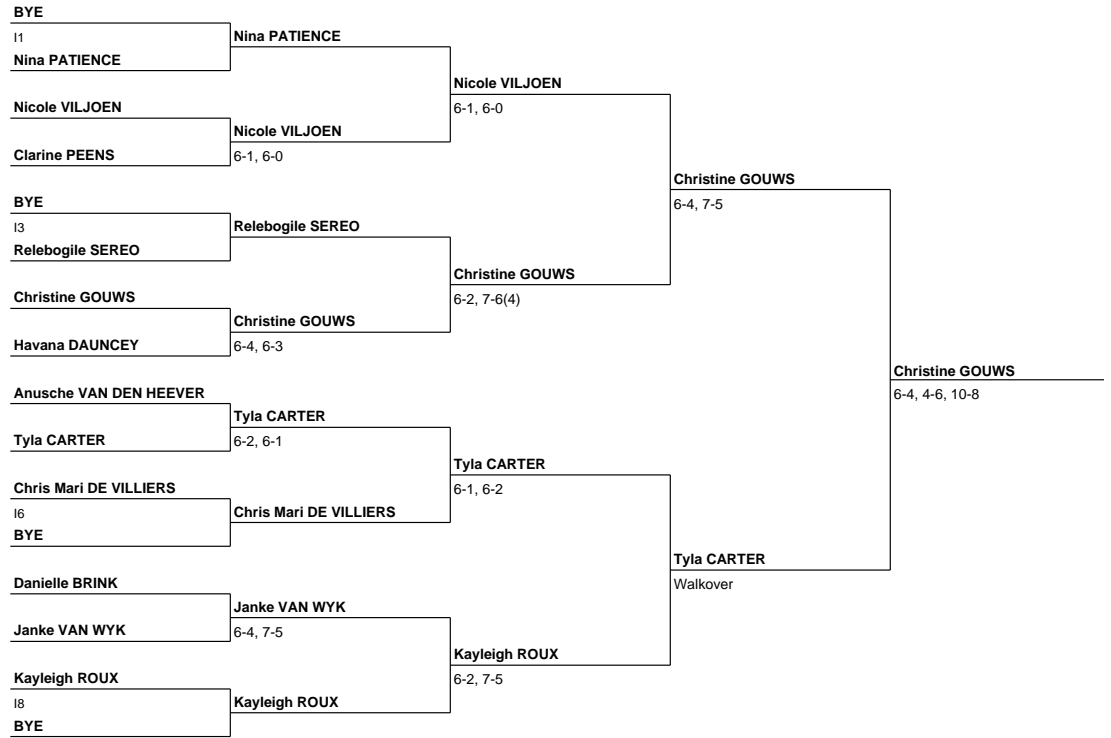 BYE
I1
Nina PATIENCE
Nina PATIENCE
Nicole VILJOEN
6-1, 6-0
Nicole VILJOEN
Nicole VILJOEN
6-1, 6-0
Clarine PEENS
Christine GOUWS
6-4, 7-5
BYE
I3
Relebogile SEREO
Relebogile SEREO
Christine GOUWS
6-2, 7-6(4)
Christine GOUWS
Christine GOUWS
6-4, 6-3
Havana DAUNCEY
Christine GOUWS
6-4, 4-6, 10-8
Anusche VAN DEN HEEVER
Tyla CARTER
6-2, 6-1
Tyla CARTER
Tyla CARTER
6-1, 6-2
Chris Mari DE VILLIERS
I6
Chris Mari DE VILLIERS
BYE
Tyla CARTER
Walkover
Danielle BRINK
Janke VAN WYK
6-4, 7-5
Janke VAN WYK
Kayleigh ROUX
6-2, 7-5
Kayleigh ROUX
I8
Kayleigh ROUX
BYE